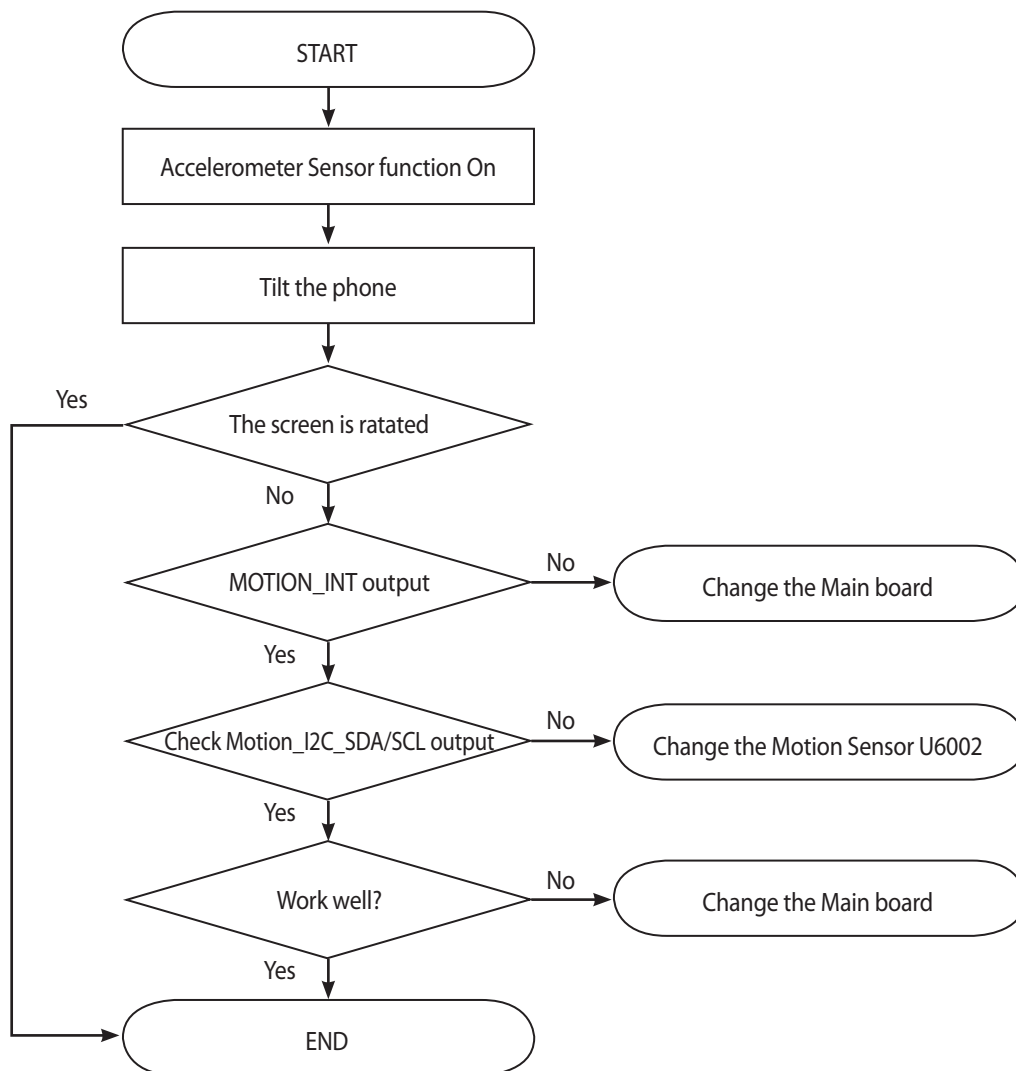 START
Accelerometer Sensor function On
Tilt the phone
Yes
The screen is ratated
No
MOTION_INT output
No
Change the Main board
Yes
Check Motion_I2C_SDA/SCL output
No
Change the Motion Sensor U6002
Yes
Work well?
No
Change the Main board
Yes
END